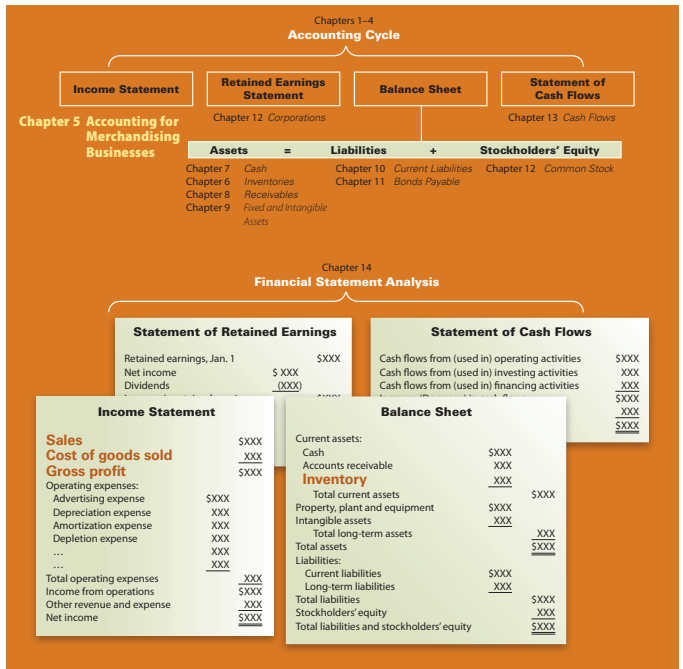 Chapters 1–4
Accounting Cycle
Income Statement
Retained Earnings
Statement
Balance Sheet
Statement of
Cash Flows
Chapter 5 Accounting for
Merchandising
Businesses
Chapter 12 Corporations
Chapter 13 Cash Flows
Assets = Liabilities + Stockholders' Equity
Chapter 7 Cash
Chapter 6 Inventories
Chapter 8 Receivables
Chapter 9 Fixed and Intangible
Assets
Chapter 10 Current Liabilities
Chapter 11 Bonds Payable
Chapter 12 Common Stock
Chapter 14
Financial Statement Analysis
Statement of Retained Earnings
Retained earnings, Jan. 1 $XXX
Net income $ XXX
Dividends (XXX)
Statement of Cash Flows
Cash flows from (used in) operating activities $XXX
Cash flows from (used in) investing activities XXX
Cash flows from (used in) financing activities XXX
$XXX
XXX
$XXX
Income Statement
Sales $XXX
Cost of goods sold XXX
Gross profit $XXX
Operating expenses:
Advertising expense $XXX
Depreciation expense XXX
Amortization expense XXX
Depletion expense XXX
... XXX
... XXX
Total operating expenses XXX
Income from operations $XXX
Other revenue and expense XXX
Net income $XXX
Balance Sheet
Current assets:
Cash $XXX
Accounts receivable XXX
Inventory XXX
Total current assets $XXX
Property, plant and equipment $XXX
Intangible assets XXX
Total long-term assets XXX
Total assets $XXX
Liabilities:
Current liabilities $XXX
Long-term liabilities XXX
Total liabilities $XXX
Stockholders' equity XXX
Total liabilities and stockholders' equity $XXX